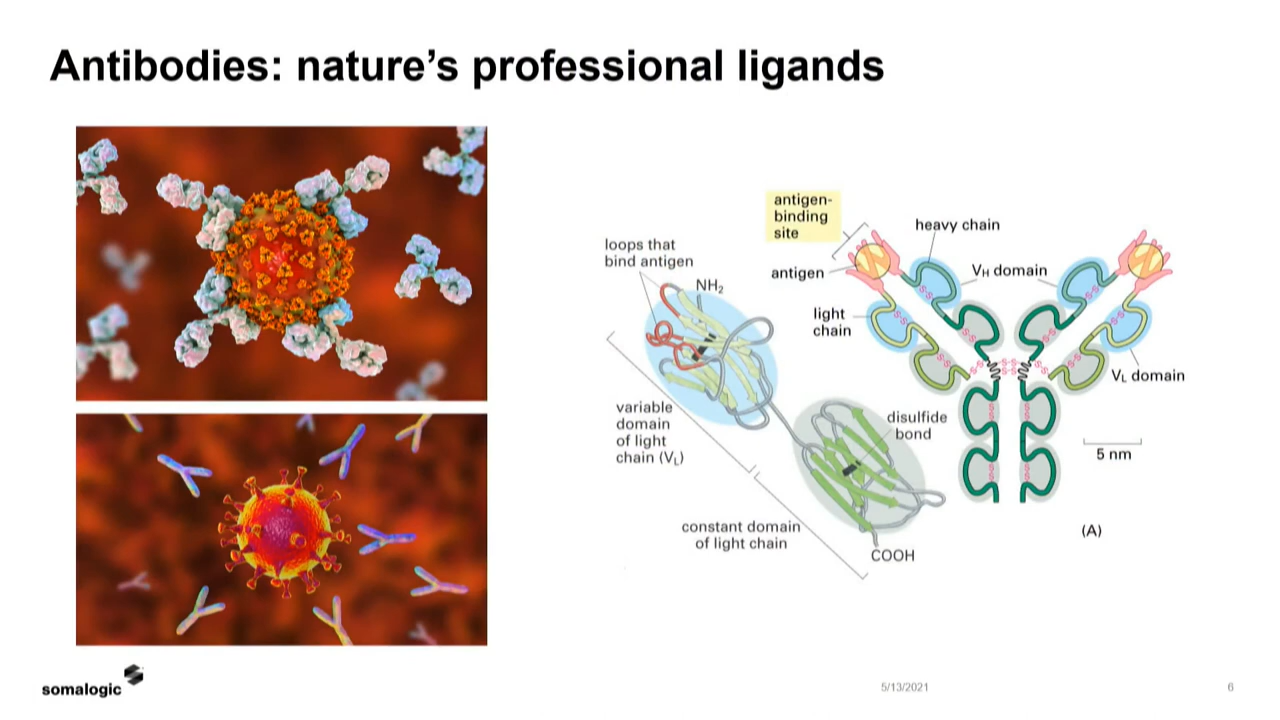 Antibodies: nature's professional ligands
loops that
bind antigen
NH₂
variable
domain
of light
chain (VL)
constant domain
of light chain
disulfide
bond
COOH
antigen-
binding
site
antigen
light
chain
heavy chain
VH domain
VL domain
5 nm
(A)
somalogic
5/13/2021
6